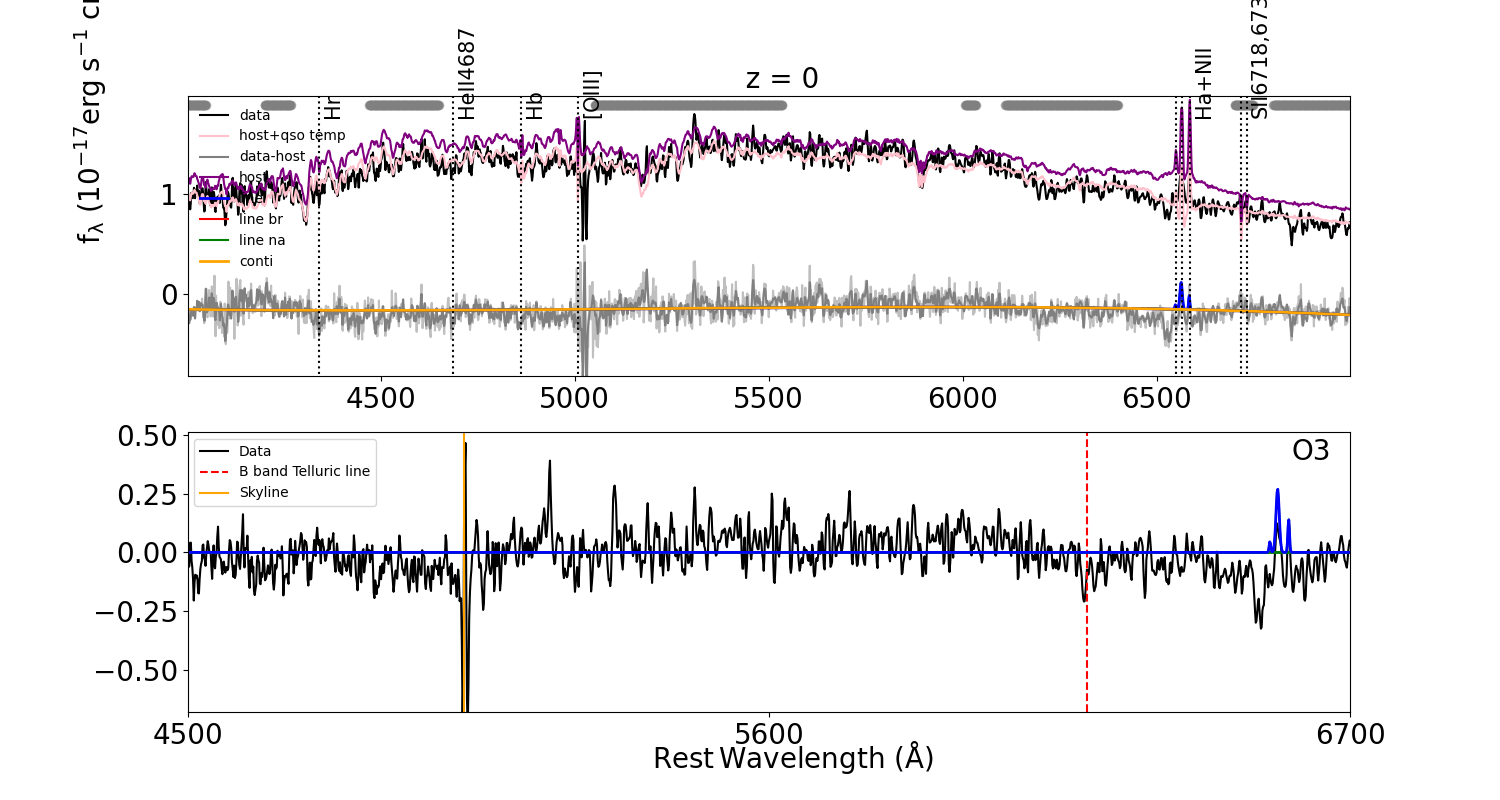 z = 0
Hr
HeII4687
Hb
[OIII]
Ha+NII
SII6718,673
f_λ (10^−17 erg s^−1 c
data
host+qso temp
data-host
host
line br
line na
conti
1
0
4500 5000 5500 6000 6500
O3
Data
B band Telluric line
Skyline
0.50
0.25
0.00
−0.25
−0.50
4500 5600 6700
Rest Wavelength (Å)